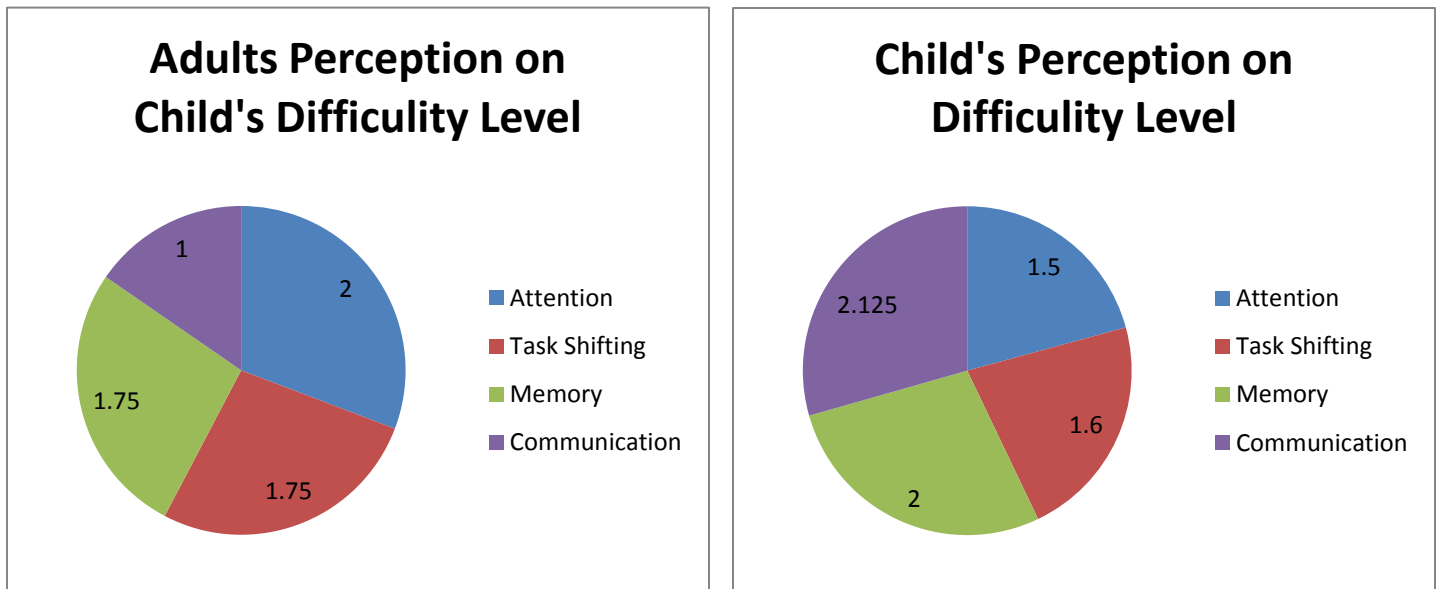 Adults Perception on
Child's Difficulity Level
1
2
1.75
1.75
Attention
Task Shifting
Memory
Communication
Child's Perception on
Difficulity Level
1.5
2.125
1.6
2
Attention
Task Shifting
Memory
Communication